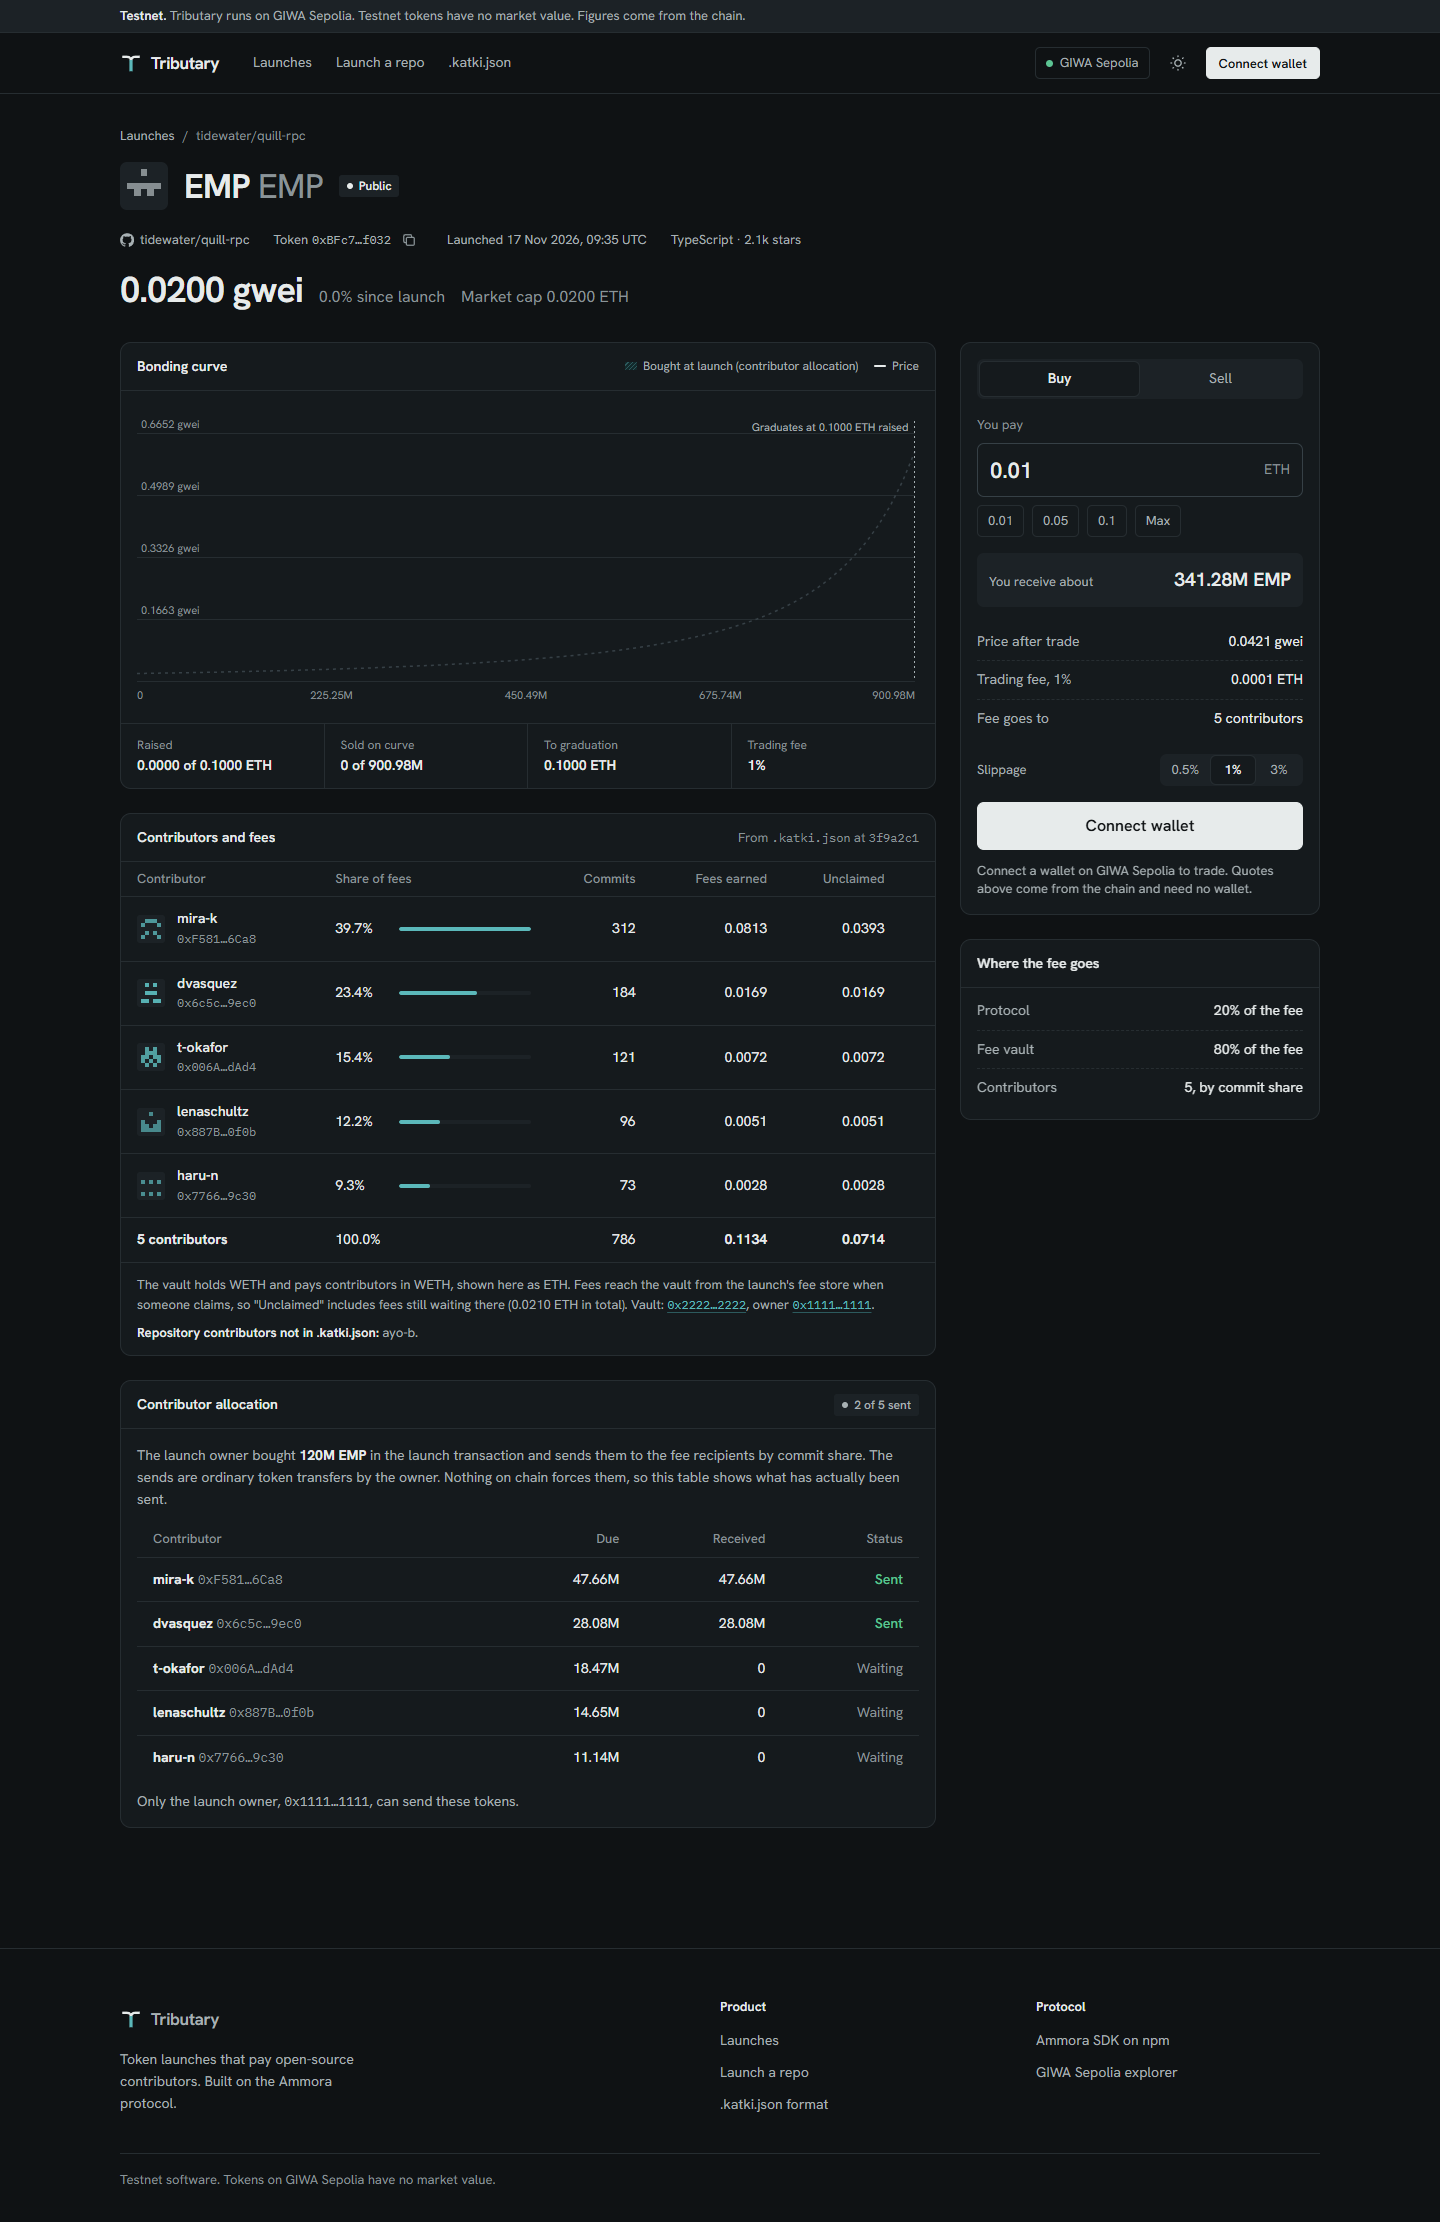 Testnet. Tributary runs on GIWA Sepolia. Testnet tokens have no market value. Figures come from the chain.
Tributary
Launches
Launch a repo
.katki.json
GIWA Sepolia
Connect wallet
Launches / tidewater/quill-rpc
EMP EMP
Public
tidewater/quill-rpc
Token 0xBFc7…f032
Launched 17 Nov 2026, 09:35 UTC
TypeScript · 2.1k stars
0.0200 gwei
0.0% since launch
Market cap 0.0200 ETH
Bonding curve
Bought at launch (contributor allocation)
Price
0.6652 gwei
Graduates at 0.1000 ETH raised
0.4989 gwei
0.3326 gwei
0.1663 gwei
0
225.25M
450.49M
675.74M
900.98M
Raised
0.0000 of 0.1000 ETH
Sold on curve
0 of 900.98M
To graduation
0.1000 ETH
Trading fee
1%
Buy
Sell
You pay
0.01
ETH
0.01
0.05
0.1
Max
You receive about
341.28M EMP
Price after trade
0.0421 gwei
Trading fee, 1%
0.0001 ETH
Fee goes to
5 contributors
Slippage
0.5%
1%
3%
Connect wallet
Connect a wallet on GIWA Sepolia to trade. Quotes
above come from the chain and need no wallet.
Where the fee goes
Protocol
20% of the fee
Fee vault
80% of the fee
Contributors
5, by commit share
Contributors and fees
From .katki.json at 3f9a2c1
Contributor
Share of fees
Commits
Fees earned
Unclaimed
mira-k
0xF581…6Ca8
39.7%
312
0.0813
0.0393
dvasquez
0x6c5c…9ec0
23.4%
184
0.0169
0.0169
t-okafor
0x006A…dAd4
15.4%
121
0.0072
0.0072
lenaschultz
0x887B…0f0b
12.2%
96
0.0051
0.0051
haru-n
0x7766…9c30
9.3%
73
0.0028
0.0028
5 contributors
100.0%
786
0.1134
0.0714
The vault holds WETH and pays contributors in WETH, shown here as ETH. Fees reach the vault from the launch's fee store when
someone claims, so "Unclaimed" includes fees still waiting there (0.0210 ETH in total). Vault: 0x2222…2222, owner 0x1111…1111.
Repository contributors not in .katki.json: ayo-b.
Contributor allocation
2 of 5 sent
The launch owner bought 120M EMP in the launch transaction and sends them to the fee recipients by commit share. The
sends are ordinary token transfers by the owner. Nothing on chain forces them, so this table shows what has actually been
sent.
Contributor
Due
Received
Status
mira-k 0xF581…6Ca8
47.66M
47.66M
Sent
dvasquez 0x6c5c…9ec0
28.08M
28.08M
Sent
t-okafor 0x006A…dAd4
18.47M
0
Waiting
lenaschultz 0x887B…0f0b
14.65M
0
Waiting
haru-n 0x7766…9c30
11.14M
0
Waiting
Only the launch owner, 0x1111…1111, can send these tokens.
Tributary
Token launches that pay open-source
contributors. Built on the Ammora
protocol.
Product
Launches
Launch a repo
.katki.json format
Protocol
Ammora SDK on npm
GIWA Sepolia explorer
Testnet software. Tokens on GIWA Sepolia have no market value.